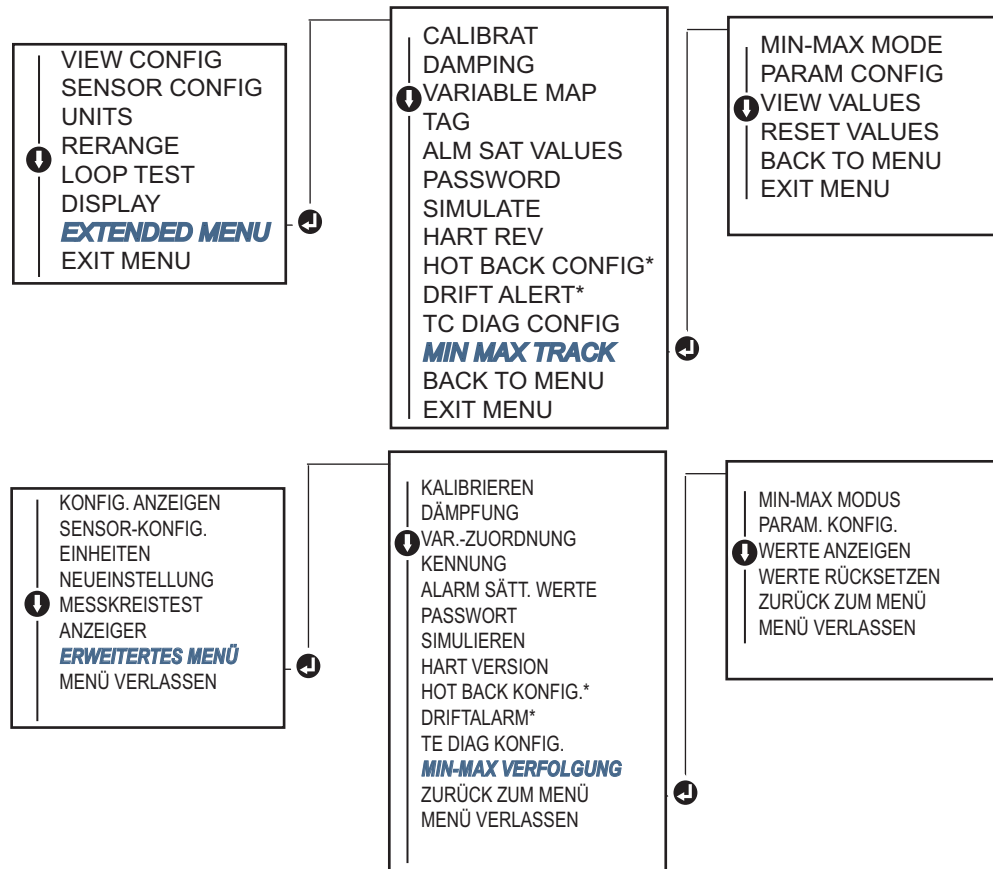 VIEW CONFIG
SENSOR CONFIG
UNITS
RERANGE
LOOP TEST
DISPLAY
EXTENDED MENU
EXIT MENU
CALIBRAT
DAMPING
VARIABLE MAP
TAG
ALM SAT VALUES
PASSWORD
SIMULATE
HART REV
HOT BACK CONFIG*
DRIFT ALERT*
TC DIAG CONFIG
MIN MAX TRACK
BACK TO MENU
EXIT MENU
MIN-MAX MODE
PARAM CONFIG
VIEW VALUES
RESET VALUES
BACK TO MENU
EXIT MENU
KONFIG. ANZEIGEN
SENSOR-KONFIG.
EINHEITEN
NEUEINSTELLUNG
MESSKREISTEST
ANZEIGER
ERWEITERTES MENÜ
MENÜ VERLASSEN
KALIBRIEREN
DÄMPFUNG
VAR.-ZUORDNUNG
KENNUNG
ALARM SÄTT. WERTE
PASSWORT
SIMULIEREN
HART VERSION
HOT BACK KONFIG.*
DRIFTALARM*
TE DIAG KONFIG.
MIN-MAX VERFOLGUNG
ZURÜCK ZUM MENÜ
MENÜ VERLASSEN
MIN-MAX MODUS
PARAM. KONFIG.
WERTE ANZEIGEN
WERTE RÜCKSETZEN
ZURÜCK ZUM MENÜ
MENÜ VERLASSEN